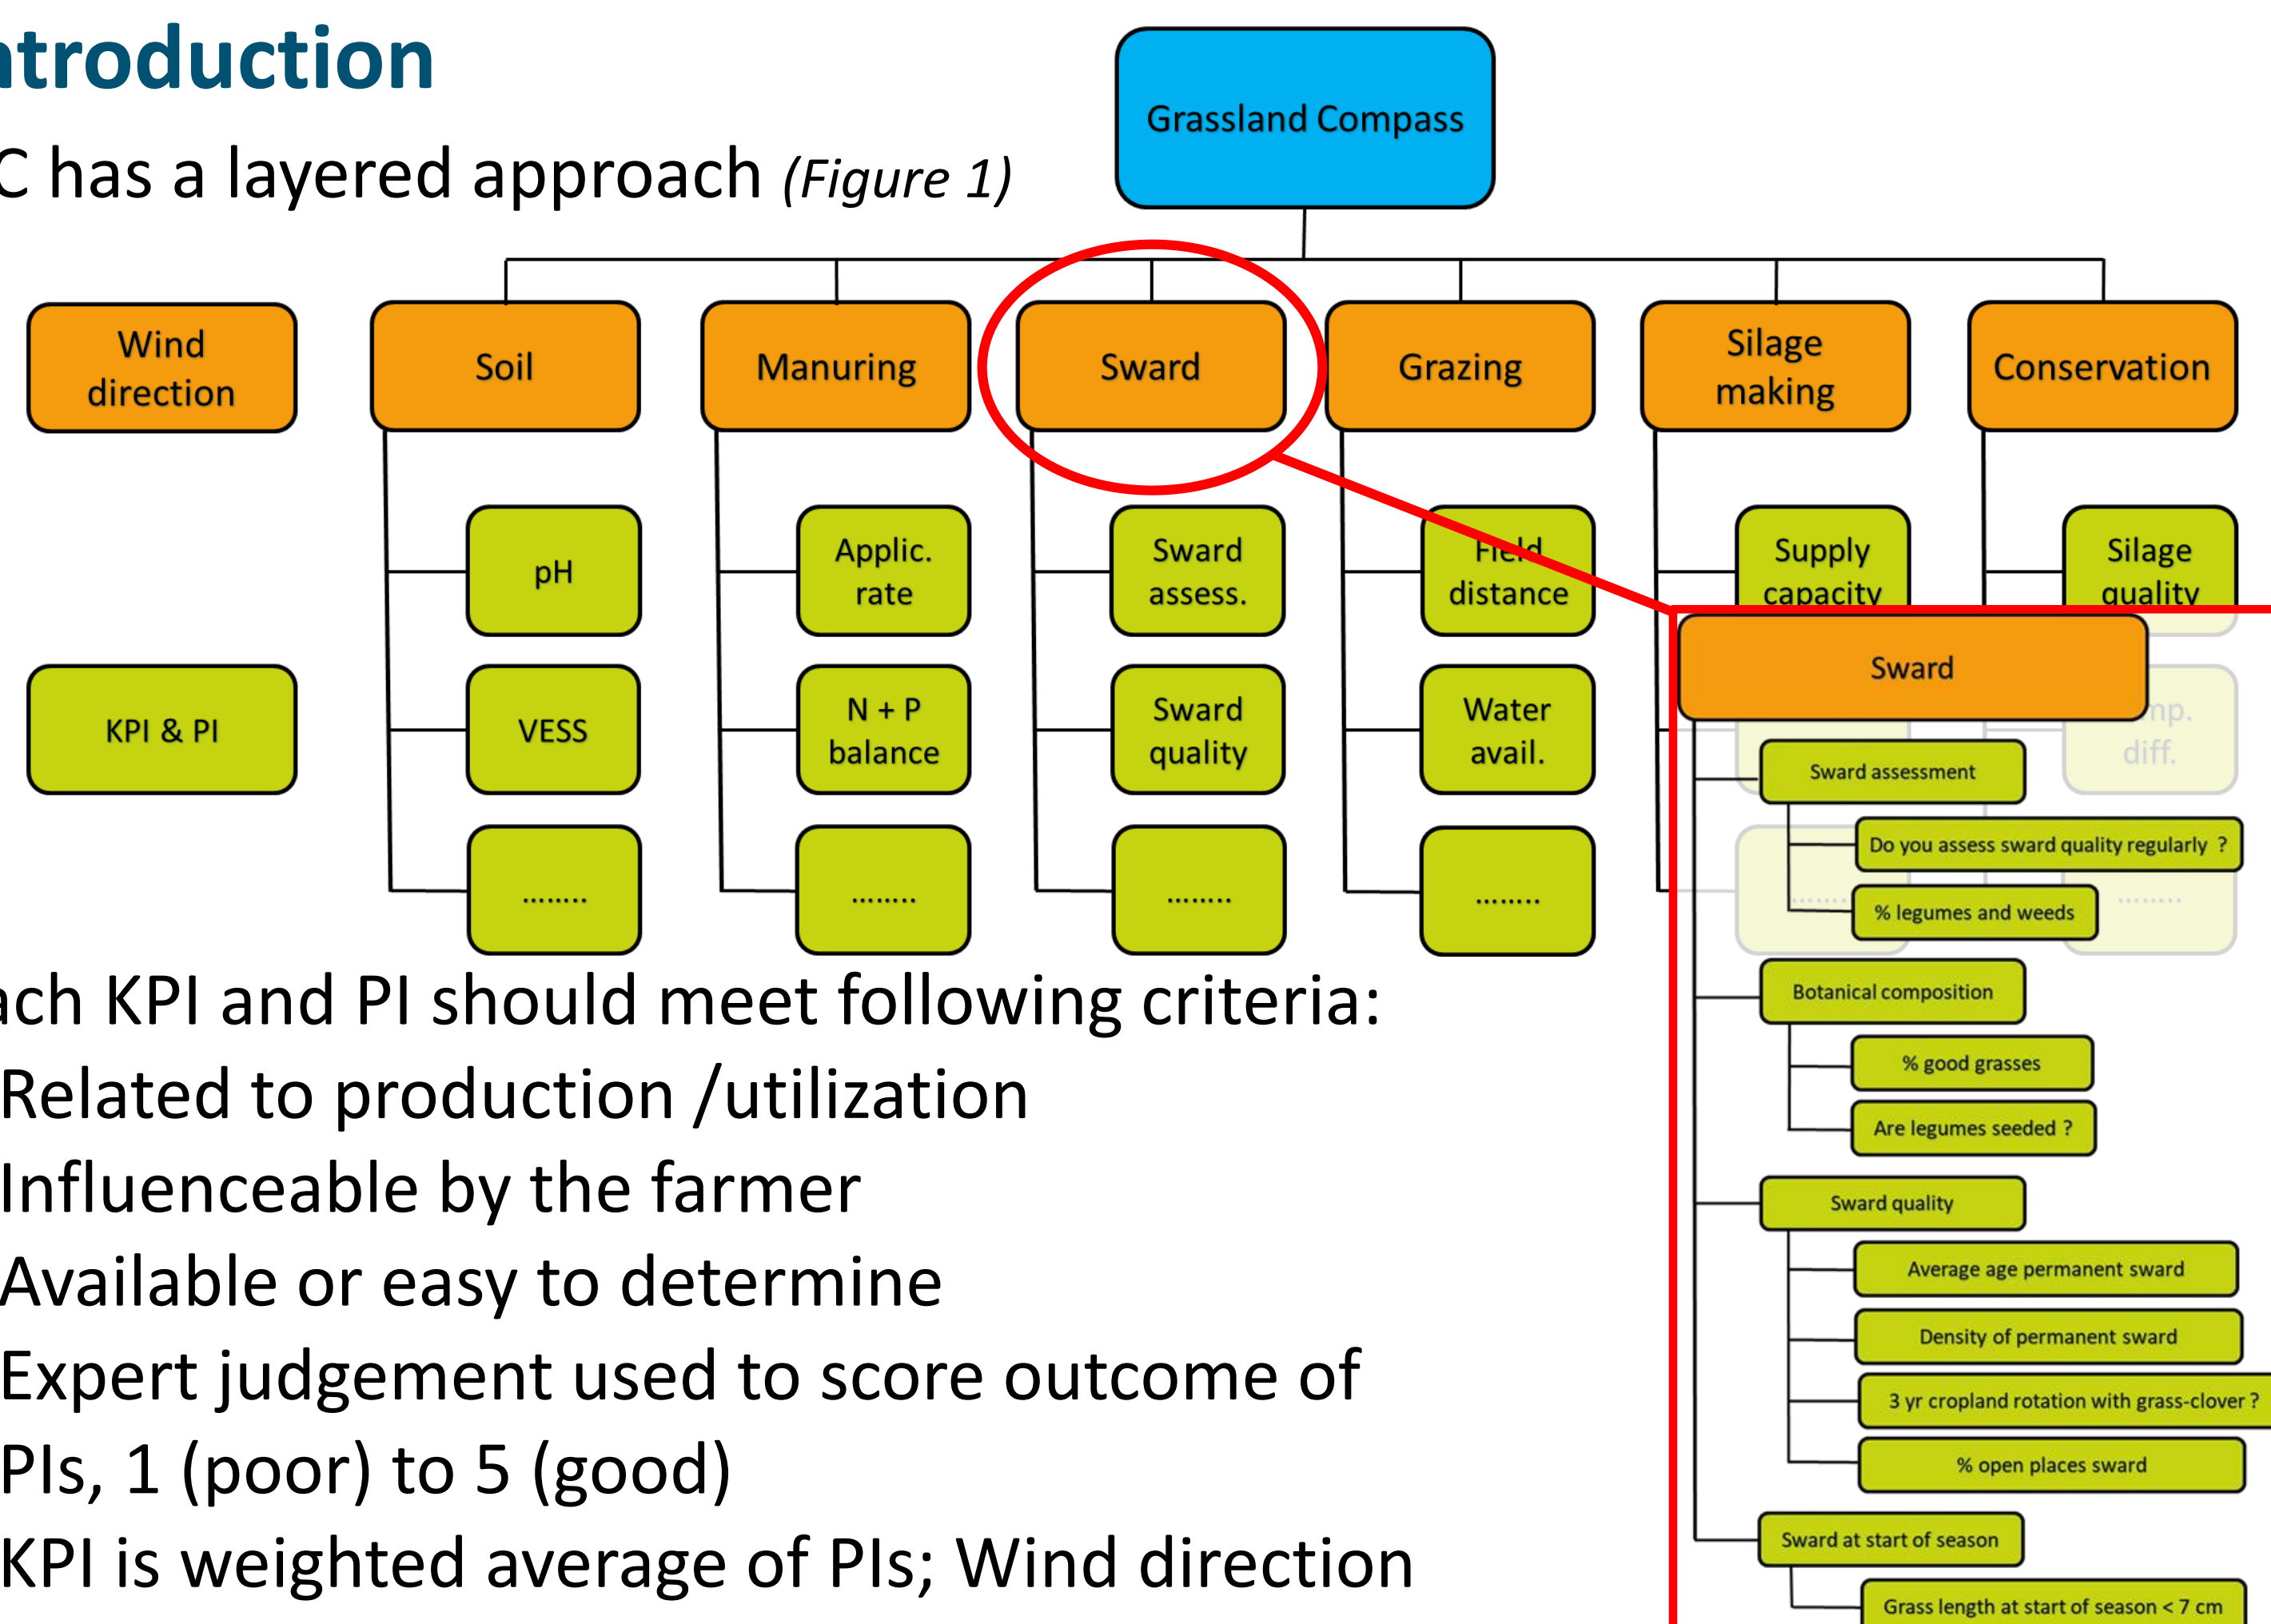 ntroduction
C has a layered approach (Figure 1)
Grassland Compass
Wind
direction
Soil
Manuring
Sward
Grazing
Silage
making
Conservation
KPI & PI
pH
VESS
........
Applic.
rate
N + P
balance
........
Sward
assess.
Sward
quality
........
Field
distance
Water
avail.
........
Supply
capacity
........
Silage
quality
mp.
diff.
........
Sward
Sward assessment
Do you assess sward quality regularly ?
% legumes and weeds
Botanical composition
% good grasses
Are legumes seeded ?
Sward quality
Average age permanent sward
Density of permanent sward
3 yr cropland rotation with grass-clover ?
% open places sward
Sward at start of season
Grass length at start of season < 7 cm
ach KPI and PI should meet following criteria:
Related to production /utilization
Influenceable by the farmer
Available or easy to determine
Expert judgement used to score outcome of
PIs, 1 (poor) to 5 (good)
KPI is weighted average of PIs; Wind direction